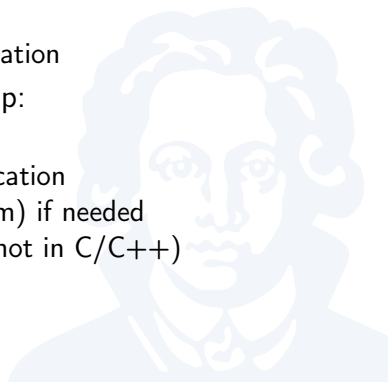 ation
p:
cation
m) if needed
not in C/C++)